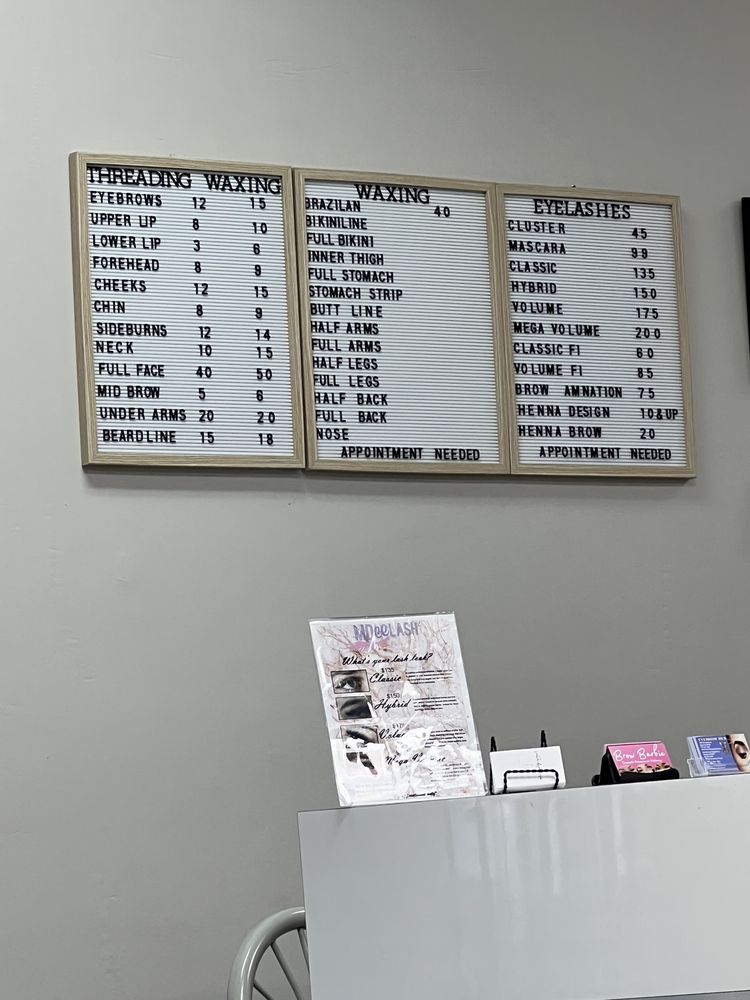 THREADING WAXING
EYEBROWS 12 15
UPPER LIP 8 10
LOWER LIP 3 6
FOREHEAD 8 9
CHEEKS 12 15
CHIN 8 9
SIDEBURNS 12 14
NECK 10 15
FULL FACE 40 50
MID BROW 5 6
UNDER ARMS 20 20
BEARDLINE 15 18
WAXING
BRAZILAN 40
BIKINILINE
FULL BIKINI
INNER THIGH
FULL STOMACH
STOMACH STRIP
BUTT LINE
HALF ARMS
FULL ARMS
HALF LEGS
FULL LEGS
HALF BACK
FULL BACK
NOSE
APPOINTMENT NEEDED
EYELASHES
CLUSTER 45
MASCARA 99
CLASSIC 135
HYBRID 150
VOLUME 175
MEGA VOLUME 200
CLASSIC FI 60
VOLUME FI 85
BROW AMNATION 75
HENNA DESIGN 10&UP
HENNA BROW 20
APPOINTMENT NEEDED
What's your lash look?
$135
Classic
$150
Hybrid
Brow Barbie